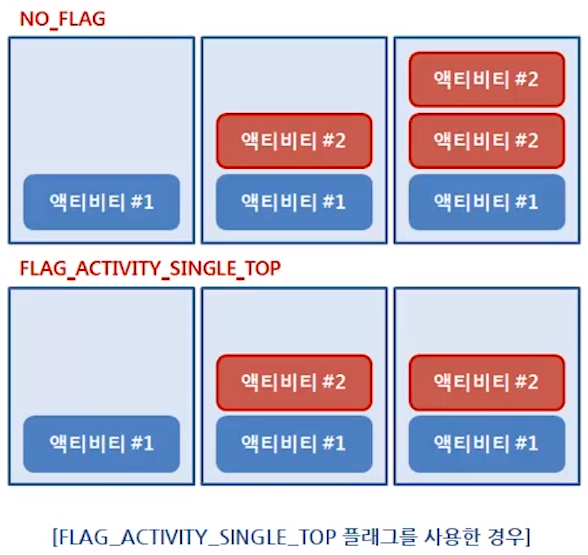 NO_FLAG
액티비티 #2
액티비티 #2 액티비티 #2
액티비티 #1 액티비티 #1 액티비티 #1
FLAG_ACTIVITY_SINGLE_TOP
액티비티 #2 액티비티 #2
액티비티 #1 액티비티 #1 액티비티 #1
[FLAG_ACTIVITY_SINGLE_TOP 플래그를 사용한 경우]